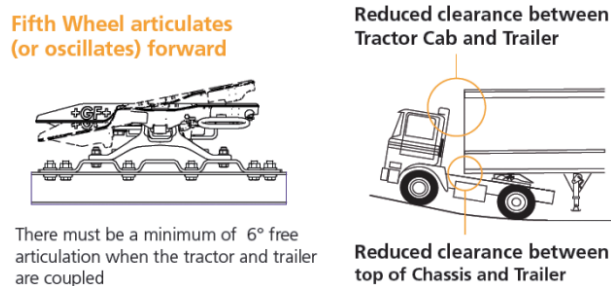 Fifth Wheel articulates
(or oscillates) forward
+GF+
There must be a minimum of 6° free
articulation when the tractor and trailer
are coupled
Reduced clearance between
Tractor Cab and Trailer
Reduced clearance between
top of Chassis and Trailer